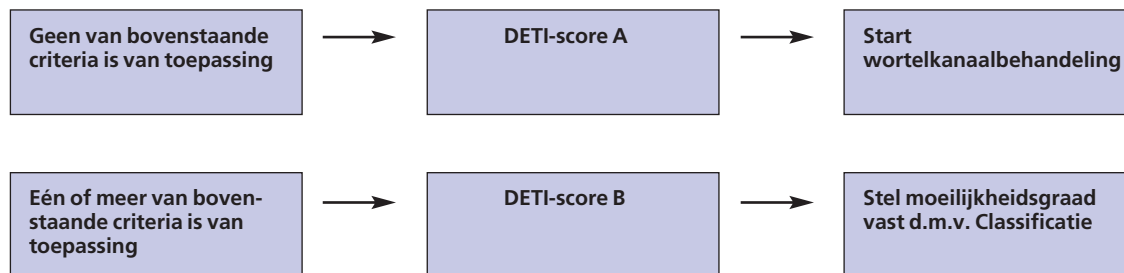 Geen van bovenstaande
criteria is van toepassing
DETI-score A
Start
wortelkanaalbehandeling
Eén of meer van boven-
staande criteria is van
toepassing
DETI-score B
Stel moeilijkheidsgraad
vast d.m.v. Classificatie